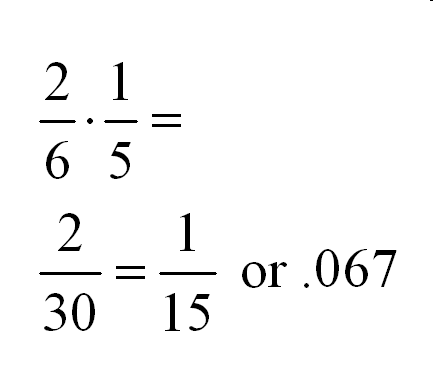 2/6 · 1/5 =
2/30 = 1/15 or .067